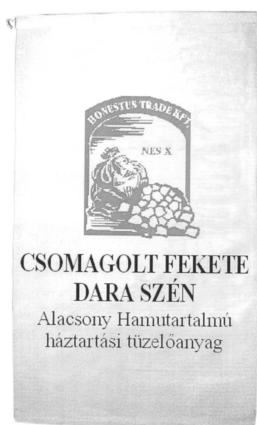 HONESTUS TRADE KFT.
NES X
CSOMAGOLT FEKETE
DARA SZÉN
Alacsony Hamutartalmú
háztartási tüzelőanyag